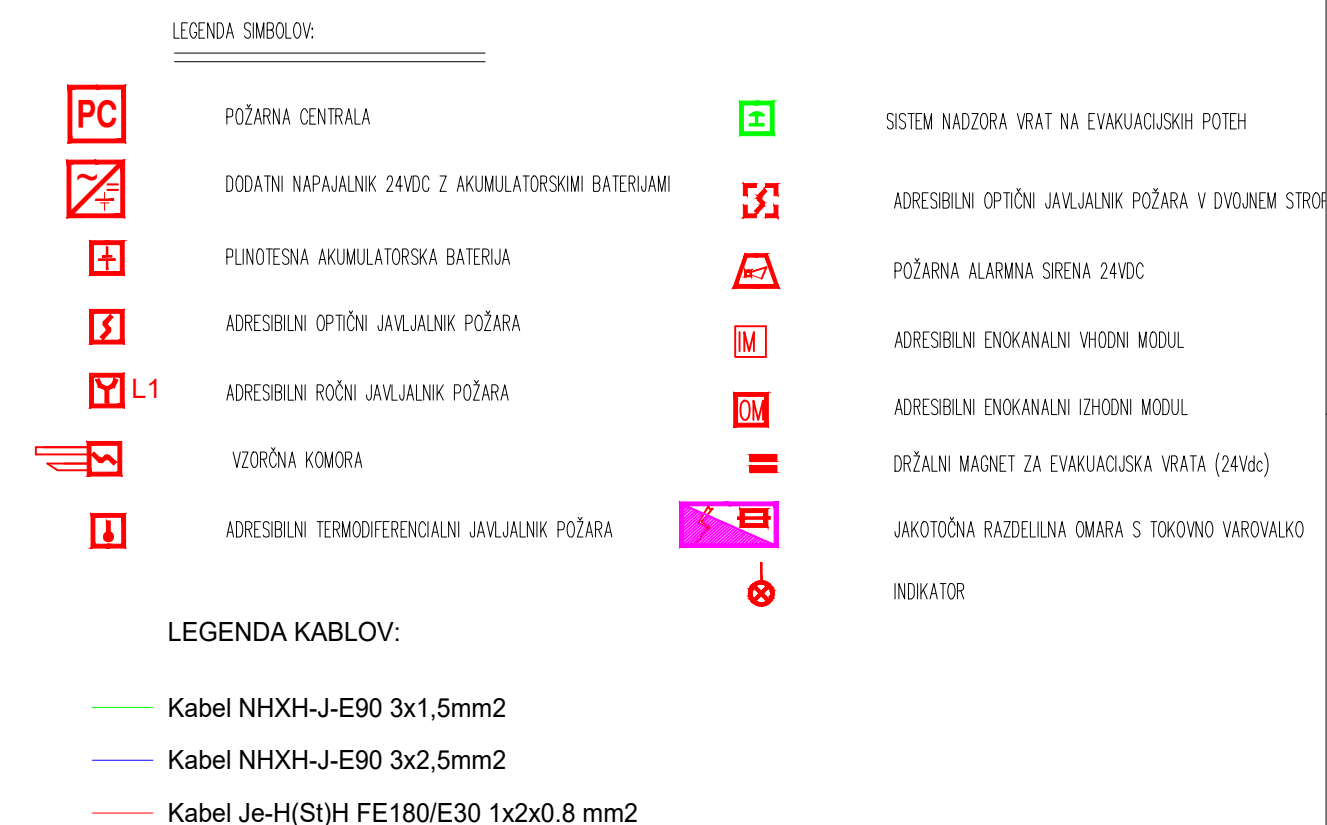 LEGENDA SIMBOLOV:
PC
POŽARNA CENTRALA
DODATNI NAPAJALNIK 24VDC Z AKUMULATORSKIMI BATERIJAMI
PLINOTESNA AKUMULATORSKA BATERIJA
ADRESIBILNI OPTIČNI JAVLJALNIK POŽARA
L1
ADRESIBILNI ROČNI JAVLJALNIK POŽARA
VZORČNA KOMORA
ADRESIBILNI TERMODIFERENCIALNI JAVLJALNIK POŽARA
SISTEM NADZORA VRAT NA EVAKUACIJSKIH POTEH
ADRESIBILNI OPTIČNI JAVLJALNIK POŽARA V DVOJNEM
POŽARNA ALARMNA SIRENA 24VDC
IM
ADRESIBILNI ENOKANALNI VHODNI MODUL
OM
ADRESIBILNI ENOKANALNI IZHODNI MODUL
DRŽALNI MAGNET ZA EVAKUACIJSKA VRATA (24Vdc)
JAKOTOČNA RAZDELILNA OMARA S TOKOVNO VAROVALKO
INDIKATOR
LEGENDA KABLOV:
Kabel NHXH-J-E90 3x1,5mm2
Kabel NHXH-J-E90 3x2,5mm2
Kabel Je-H(St)H FE180/E30 1x2x0.8 mm2